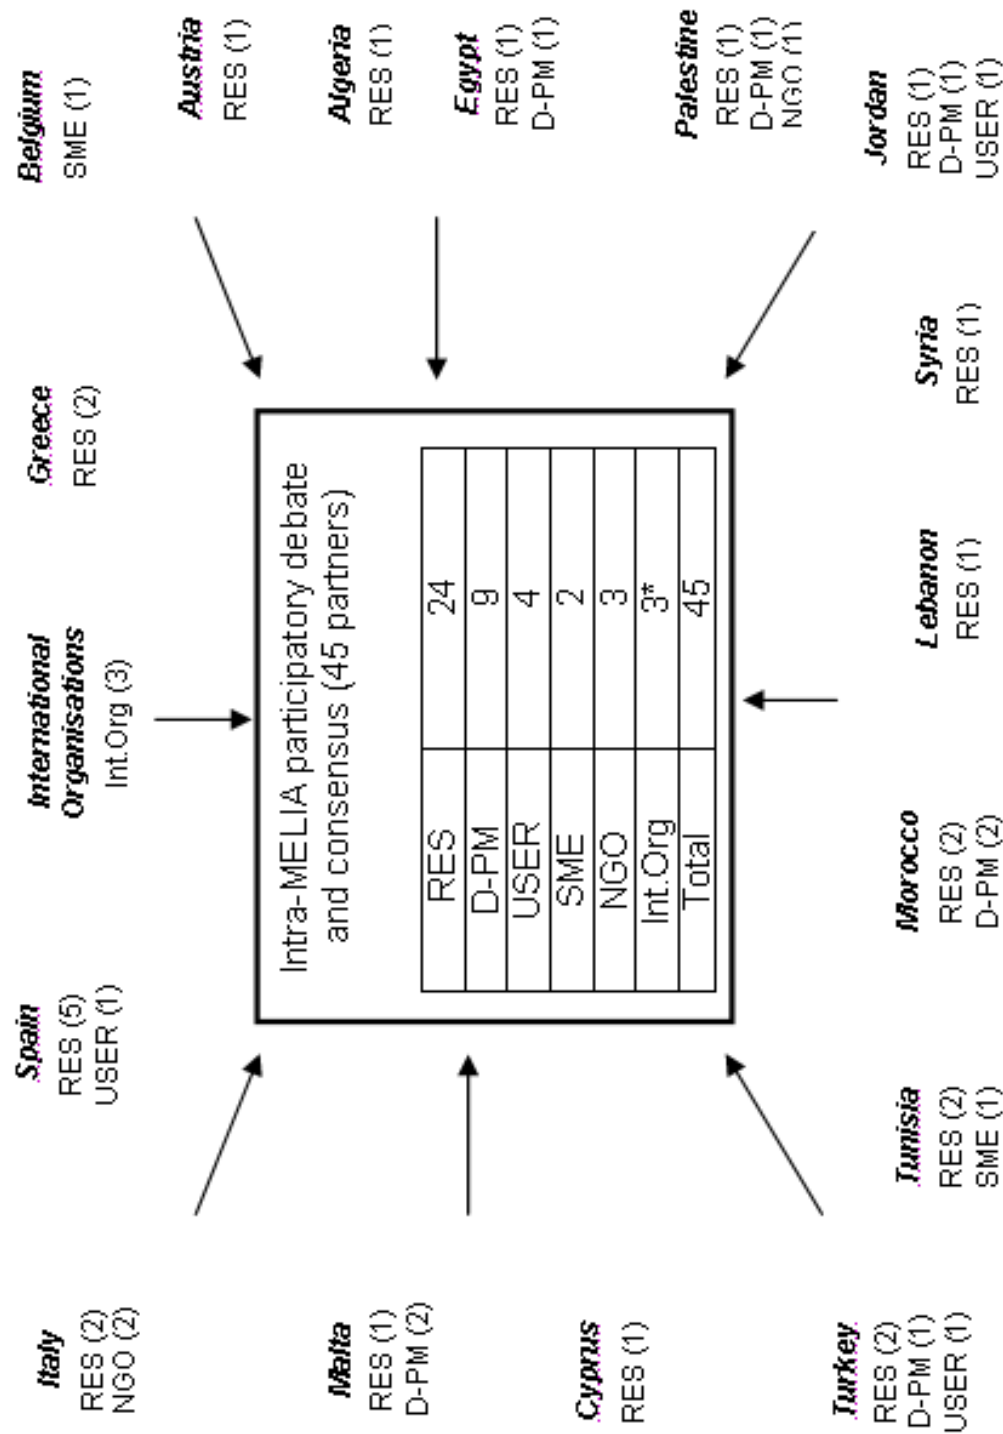 Italy
RES (2)
NGO (2)
Spain
RES (5)
USER (1)
International
Organisations
Int.Org (3)
Greece
RES (2)
Belgium
SME (1)
Austria
RES (1)
Algeria
RES (1)
Egypt
RES (1)
D-PM (1)
Palestine
RES (1)
D-PM (1)
NGO (1)
Jordan
RES (1)
D-PM (1)
USER (1)
Malta
RES (1)
D-PM (2)
Cyprus
RES (1)
Turkey
RES (2)
D-PM (1)
USER (1)
Tunisia
RES (2)
SME (1)
Morocco
RES (2)
D-PM (2)
Lebanon
RES (1)
Syria
RES (1)
Intra-MELIA participatory debate
and consensus (45 partners)
RES 24
D-PM 9
USER 4
SME 2
NGO 3
Int.Org 3*
Total 45